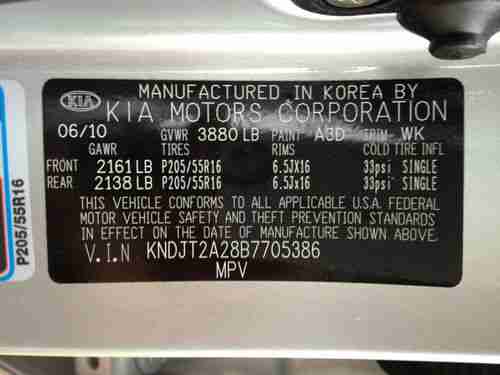 MANUFACTURED IN KOREA BY
KIA KIA MOTORS CORPORATION
06/10 GVWR 3880 LB PAINT A3D TRIM WK
GAWR TIRES RIMS COLD TIRE INFL
FRONT 2161 LB P205/55R16 6.5JX16 33psi SINGLE
REAR 2138 LB P205/55R16 6.5Jx16 33psi SINGLE
THIS VEHICLE CONFORMS TO ALL APPLICABLE U.S.A. FEDERAL
MOTOR VEHICLE SAFETY AND THEFT PREVENTION STANDARDS
IN EFFECT ON THE DATE OF MANUFACTURE SHOWN ABOVE.
V.I.N KNDJT2A28B7705386
MPV
P205/55R16